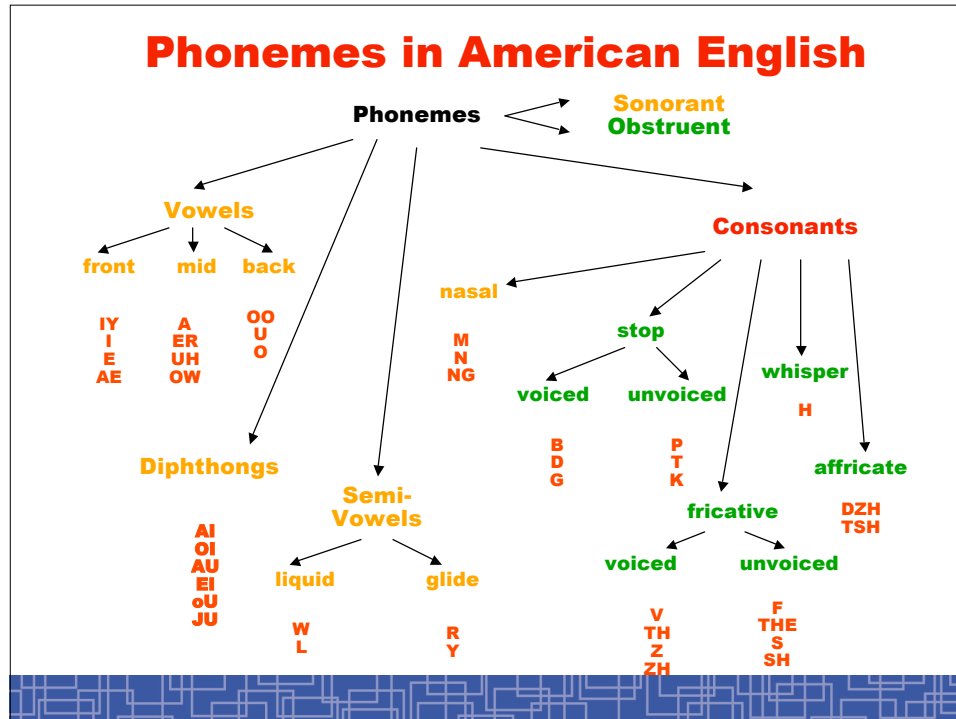 Phonemes in American English
Phonemes
Sonorant
Obstruent
Vowels
front mid back
IY
I
E
AE
A
ER
UH
OW
OO
U
O
Diphthongs
AI
OI
AU
EI
oU
JU
Semi-
Vowels
liquid glide
W
L
R
Y
Consonants
nasal
M
N
NG
stop
voiced unvoiced
B
D
G
P
T
K
whisper
H
affricate
DZH
TSH
fricative
voiced unvoiced
V
TH
Z
ZH
F
THE
S
SH